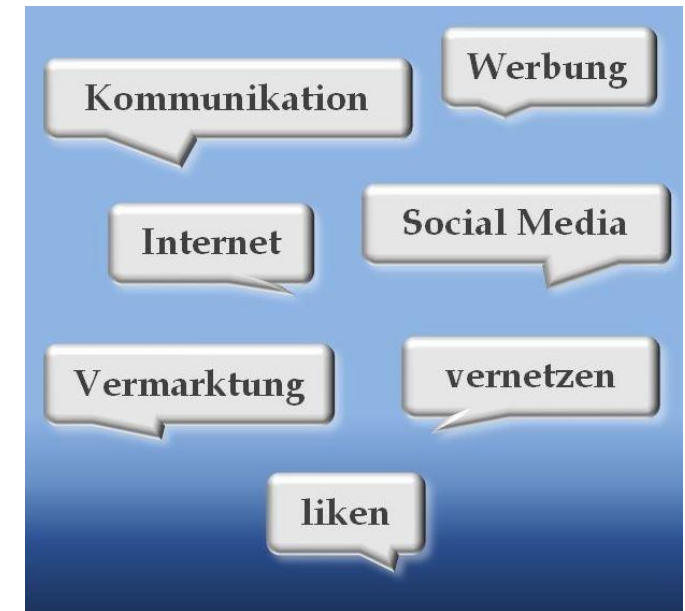 Kommunikation
Werbung
Internet
Social Media
Vermarktung
vernetzen
liken